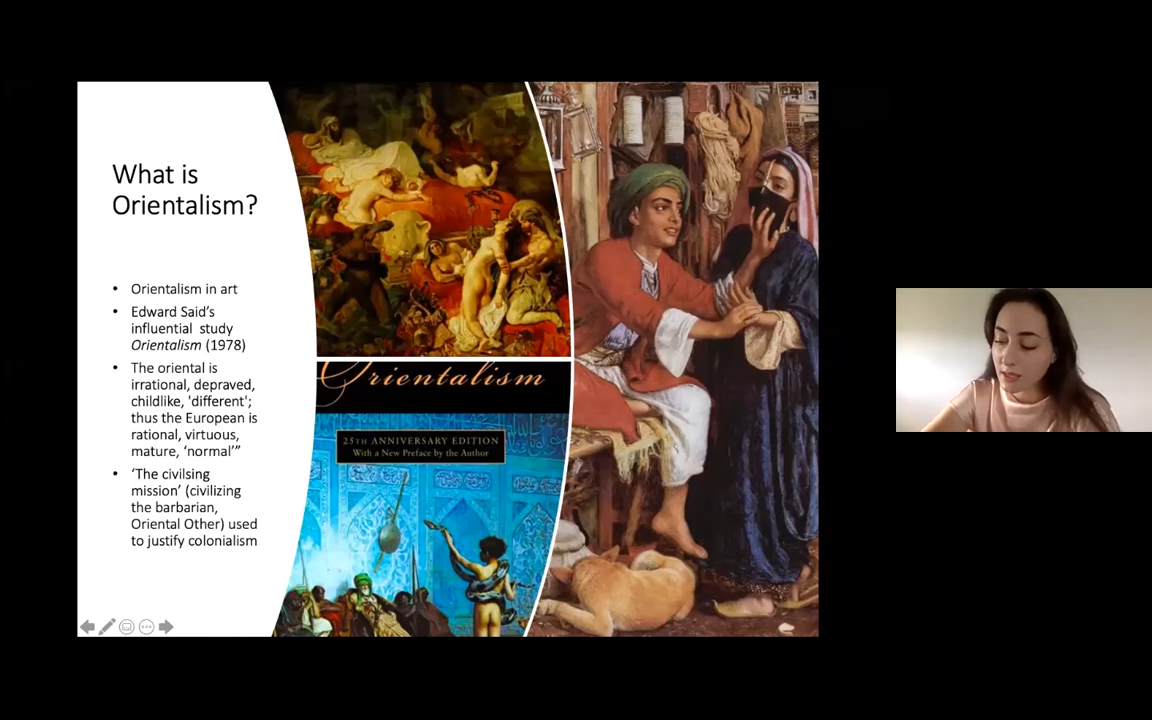 What is
Orientalism?
• Orientalism in art
• Edward Said's
influential study
Orientalism (1978)
• The oriental is
irrational, depraved,
childlike, 'different';
thus the European is
rational, virtuous,
mature, 'normal'"
• 'The civilsing
mission' (civilizing
the barbarian,
Oriental Other) used
to justify colonialism
Orientalism
25TH ANNIVERSARY EDITION
With a New Preface by the Author